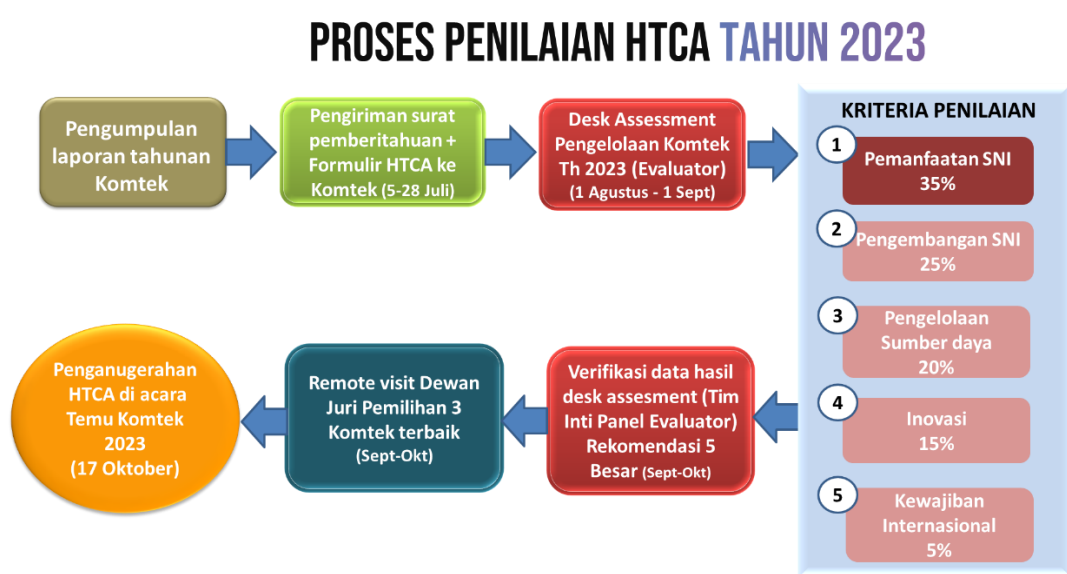 PROSES PENILAIAN HTCA TAHUN 2023
Pengumpulan
laporan tahunan
Komtek
Pengiriman surat
pemberitahuan +
Formulir HTCA ke
Komtek (5-28 Juli)
Desk Assessment
Pengelolaan Komtek
Th 2023 (Evaluator)
(1 Agustus - 1 Sept)
KRITERIA PENILAIAN
1
Pemanfaatan SNI
35%
2
Pengembangan SNI
25%
3
Pengelolaan
Sumber daya
20%
4
Inovasi
15%
5
Kewajiban
Internasional
5%
Verifikasi data hasil
desk assesment (Tim
Inti Panel Evaluator)
Rekomendasi 5
Besar (Sept-Okt)
Remote visit Dewan
Juri Pemilihan 3
Komtek terbaik
(Sept-Okt)
Penganugerahan
HTCA di acara
Temu Komtek
2023
(17 Oktober)